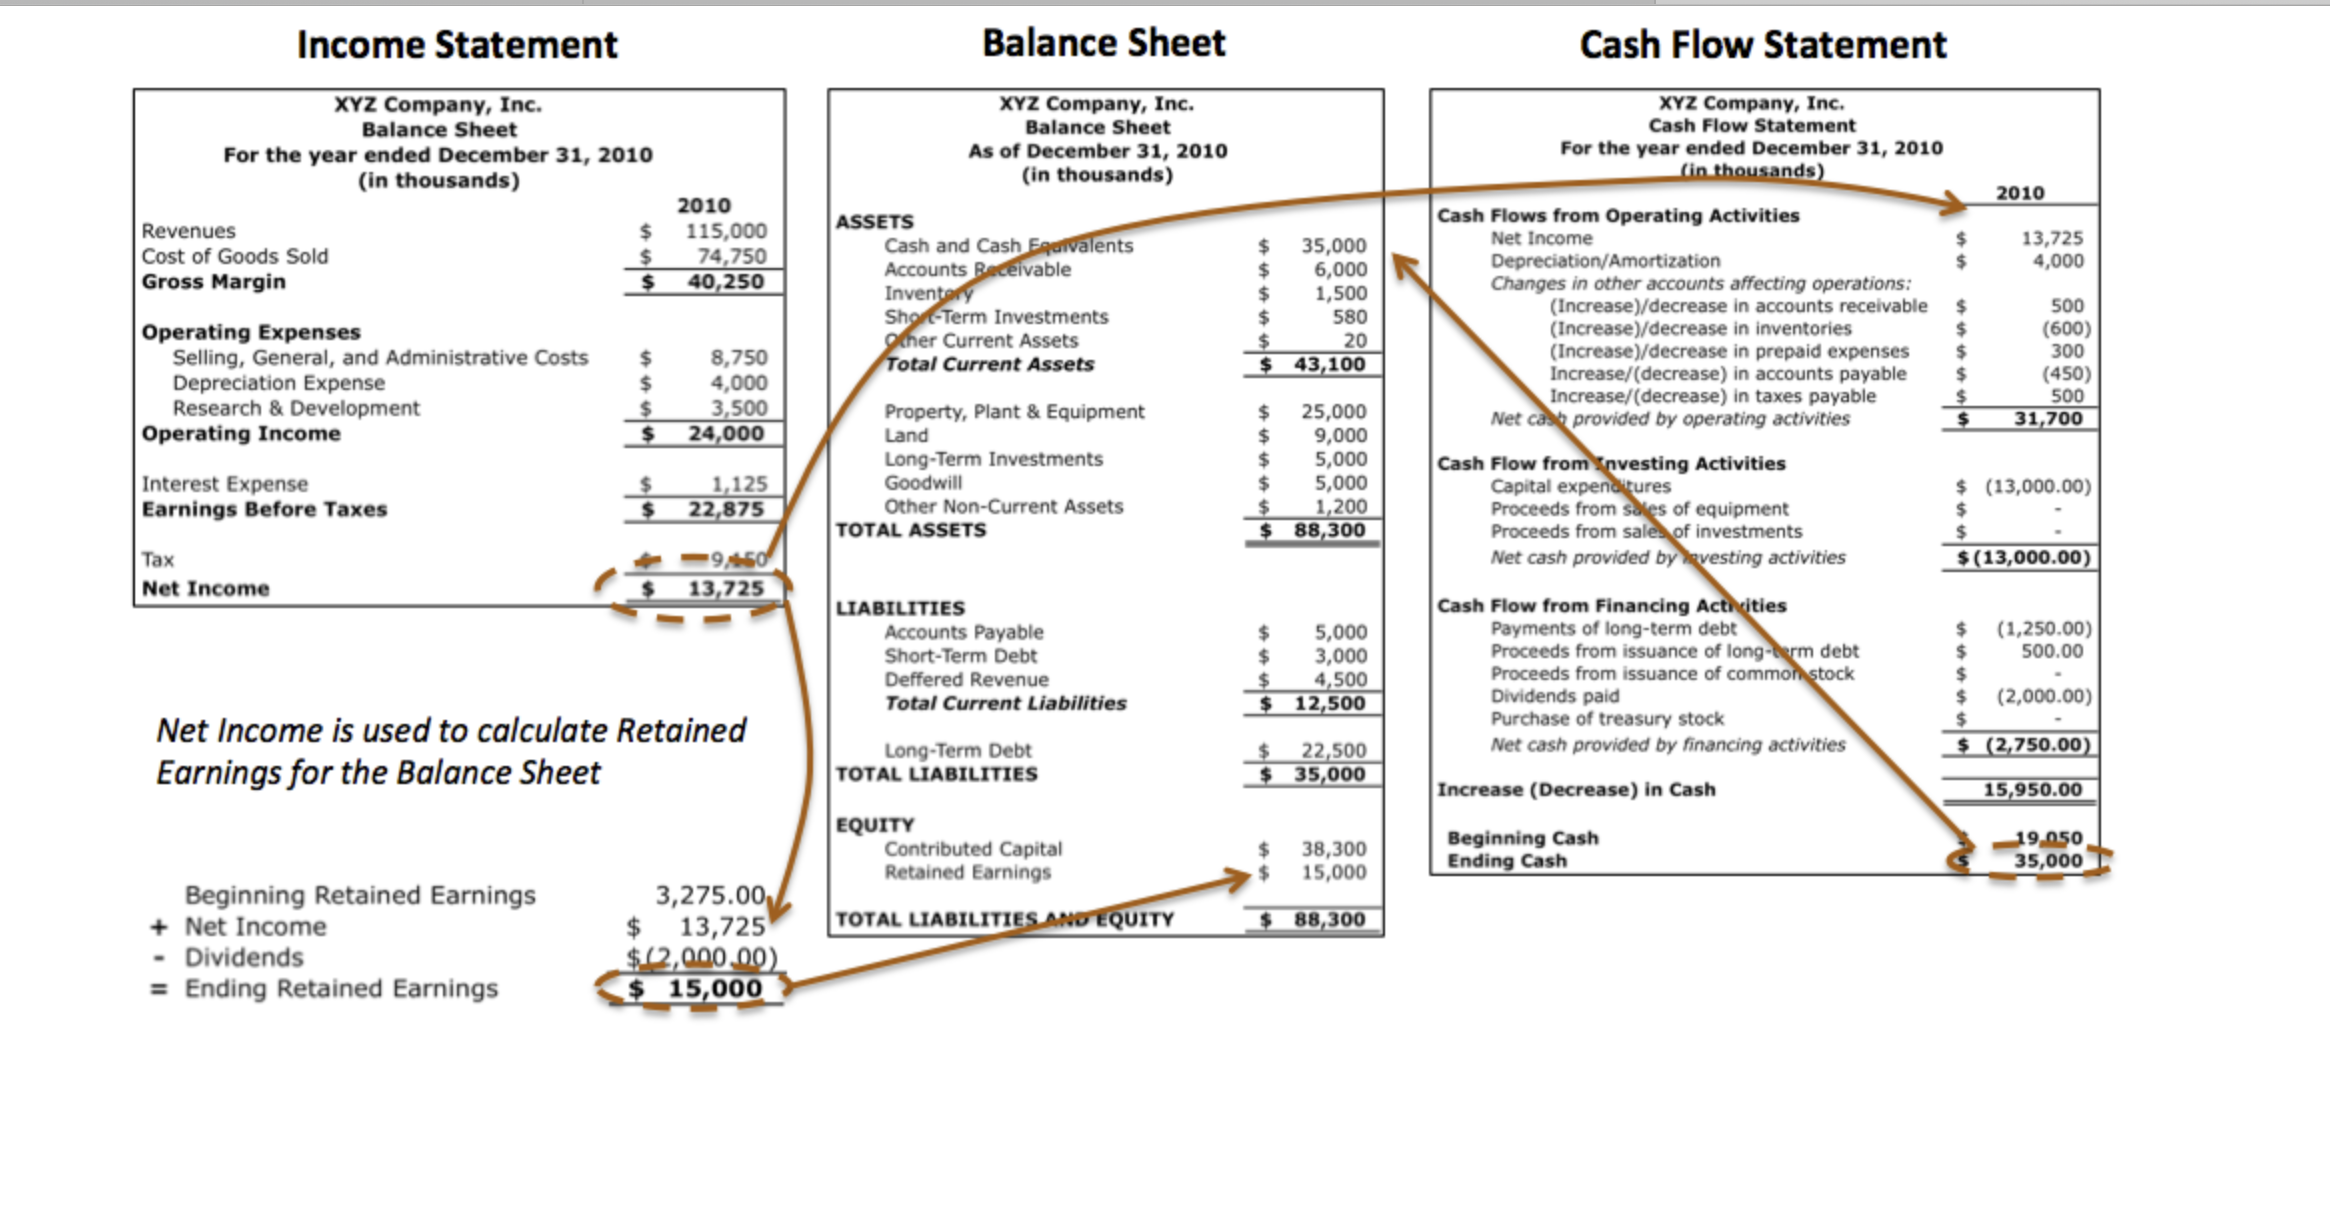 Income Statement
XYZ Company, Inc.
Balance Sheet
For the year ended December 31, 2010
(in thousands)
2010
Revenues $ 115,000
Cost of Goods Sold $ 74,750
Gross Margin $ 40,250
Operating Expenses
Selling, General, and Administrative Costs $ 8,750
Depreciation Expense $ 4,000
Research & Development $ 3,500
Operating Income $ 24,000
Interest Expense $ 1,125
Earnings Before Taxes $ 22,875
Tax $ 9,150
Net Income $ 13,725
Net Income is used to calculate Retained
Earnings for the Balance Sheet
Beginning Retained Earnings 3,275.00
+ Net Income $ 13,725
- Dividends $ (2,000.00)
= Ending Retained Earnings $ 15,000
Balance Sheet
XYZ Company, Inc.
Balance Sheet
As of December 31, 2010
(in thousands)
ASSETS
Cash and Cash Equivalents $ 35,000
Accounts Receivable $ 6,000
Inventory $ 1,500
Short-Term Investments $ 580
Other Current Assets $ 20
Total Current Assets $ 43,100
Property, Plant & Equipment $ 25,000
Land $ 9,000
Long-Term Investments $ 5,000
Goodwill $ 5,000
Other Non-Current Assets $ 1,200
TOTAL ASSETS $ 88,300
LIABILITIES
Accounts Payable $ 5,000
Short-Term Debt $ 3,000
Deffered Revenue $ 4,500
Total Current Liabilities $ 12,500
Long-Term Debt $ 22,500
TOTAL LIABILITIES $ 35,000
EQUITY
Contributed Capital $ 38,300
Retained Earnings $ 15,000
TOTAL LIABILITIES AND EQUITY $ 88,300
Cash Flow Statement
XYZ Company, Inc.
Cash Flow Statement
For the year ended December 31, 2010
(in thousands)
2010
Cash Flows from Operating Activities
Net Income $ 13,725
Depreciation/Amortization $ 4,000
Changes in other accounts affecting operations:
(Increase)/decrease in accounts receivable $ 500
(Increase)/decrease in inventories $ (600)
(Increase)/decrease in prepaid expenses $ 300
Increase/(decrease) in accounts payable $ (450)
Increase/(decrease) in taxes payable $ 500
Net cash provided by operating activities $ 31,700
Cash Flow from Investing Activities
Capital expenditures $ (13,000.00)
Proceeds from sales of equipment $ -
Proceeds from sales of investments $ -
Net cash provided by investing activities $ (13,000.00)
Cash Flow from Financing Activities
Payments of long-term debt $ (1,250.00)
Proceeds from issuance of long-term debt $ 500.00
Proceeds from issuance of common stock $ -
Dividends paid $ (2,000.00)
Purchase of treasury stock $ -
Net cash provided by financing activities $ (2,750.00)
Increase (Decrease) in Cash 15,950.00
Beginning Cash $ 19,050
Ending Cash $ 35,000